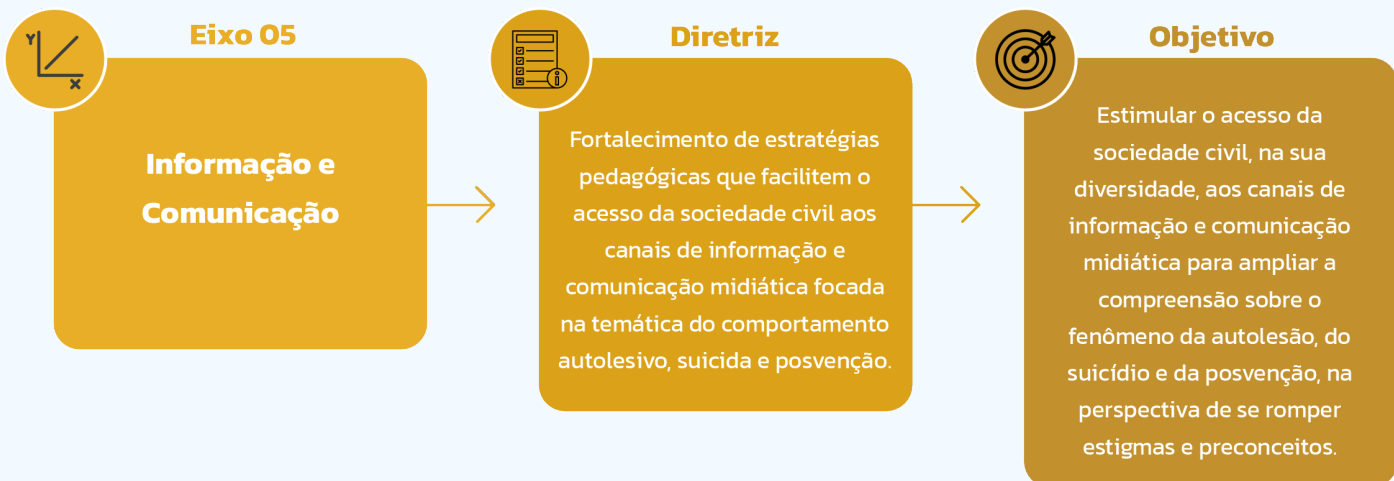 Eixo 05
Informação e
Comunicação
Diretriz
Fortalecimento de estratégias
pedagógicas que facilitem o
acesso da sociedade civil aos
canais de informação e
comunicação midiática focada
na temática do comportamento
autolesivo, suicida e posvenção.
Objetivo
Estimular o acesso da
sociedade civil, na sua
diversidade, aos canais de
informação e comunicação
midiática para ampliar a
compreensão sobre o
fenômeno da autolesão, do
suicídio e da posvenção, na
perspectiva de se romper
estigmas e preconceitos.
Y
X
i